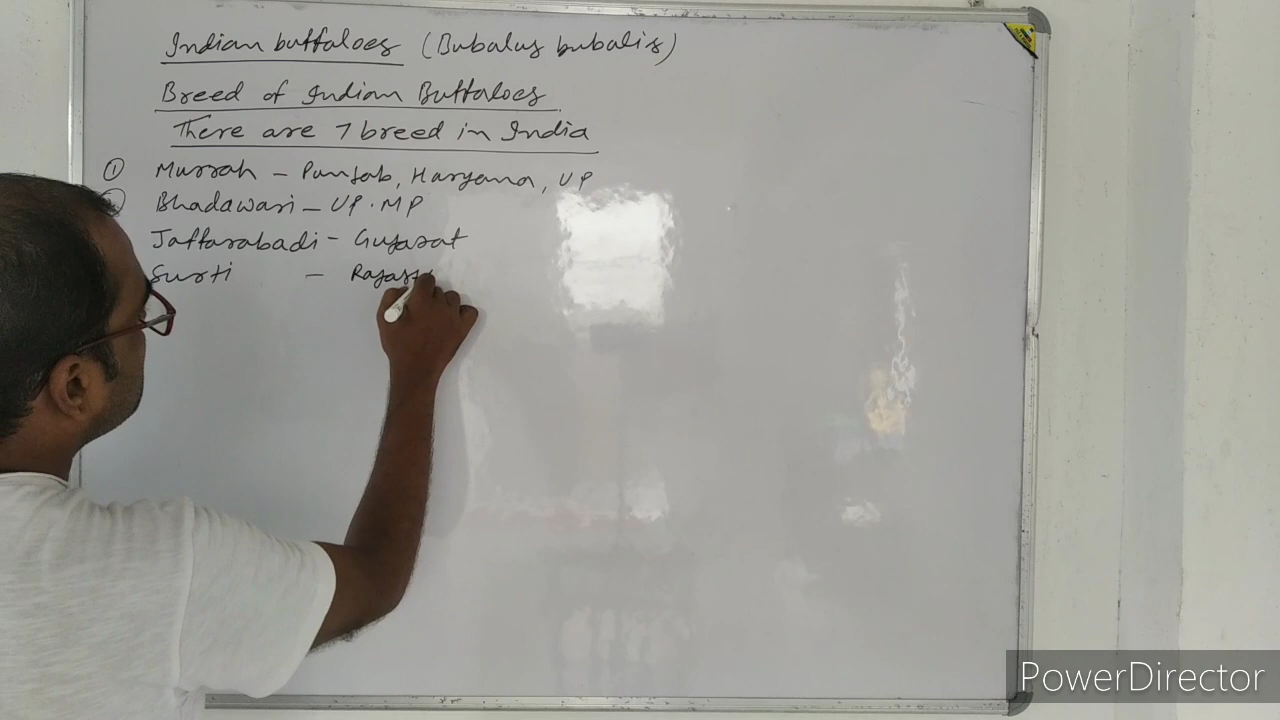 Indian buffaloes (Bubalus bubalis)
Breed of Indian Buffaloes
There are 7 breed in India
① Murrah - Punjab, Haryana, UP
Bhadawari - UP. MP
Jaffarabadi - Gujarat
Surti - Rajast
PowerDirector